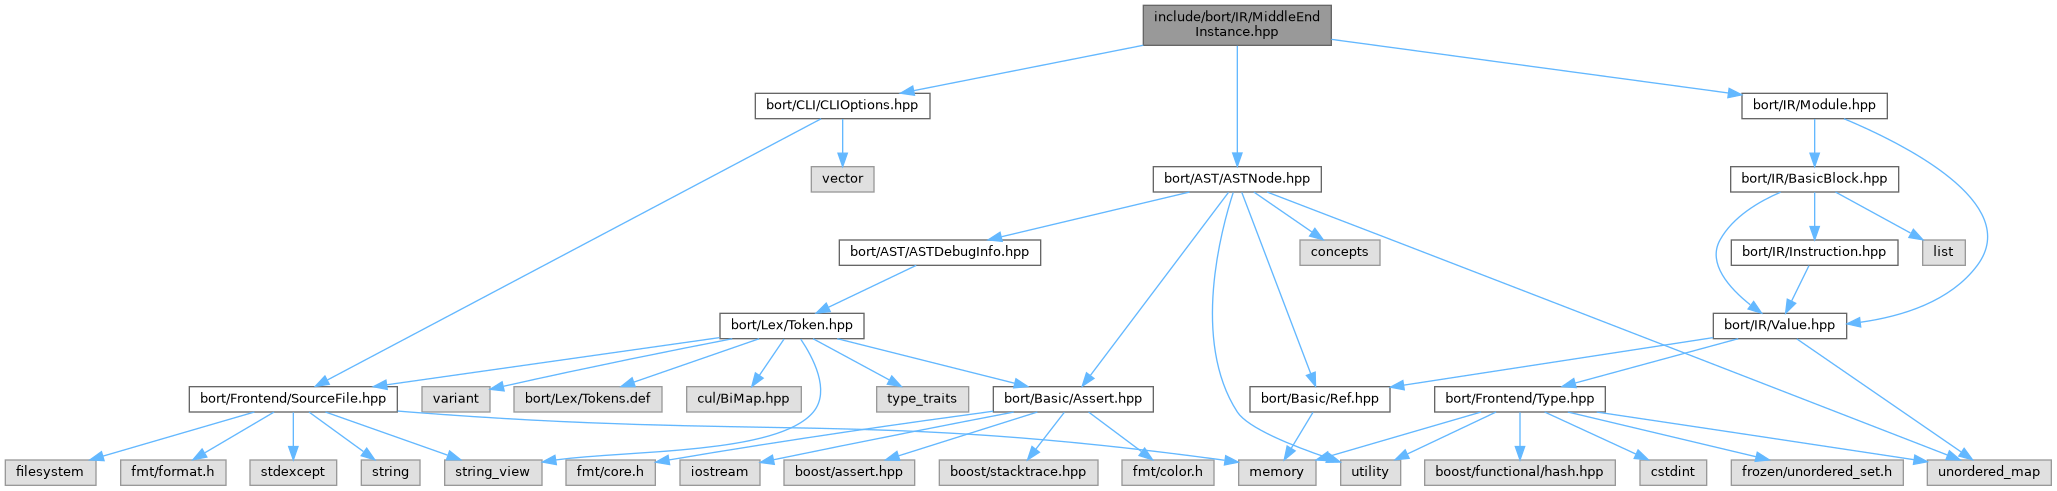 include/bort/IR/MiddleEnd
Instance.hpp
bort/CLI/CLIOptions.hpp
bort/IR/Module.hpp
vector
bort/AST/ASTNode.hpp
bort/IR/BasicBlock.hpp
bort/AST/ASTDebugInfo.hpp
concepts
bort/IR/Instruction.hpp
list
bort/Lex/Token.hpp
bort/IR/Value.hpp
bort/Frontend/SourceFile.hpp
variant
bort/Lex/Tokens.def
cul/BiMap.hpp
type_traits
bort/Basic/Assert.hpp
bort/Basic/Ref.hpp
bort/Frontend/Type.hpp
filesystem
fmt/format.h
stdexcept
string
string_view
fmt/core.h
iostream
boost/assert.hpp
boost/stacktrace.hpp
fmt/color.h
memory
utility
boost/functional/hash.hpp
cstdint
frozen/unordered_set.h
unordered_map